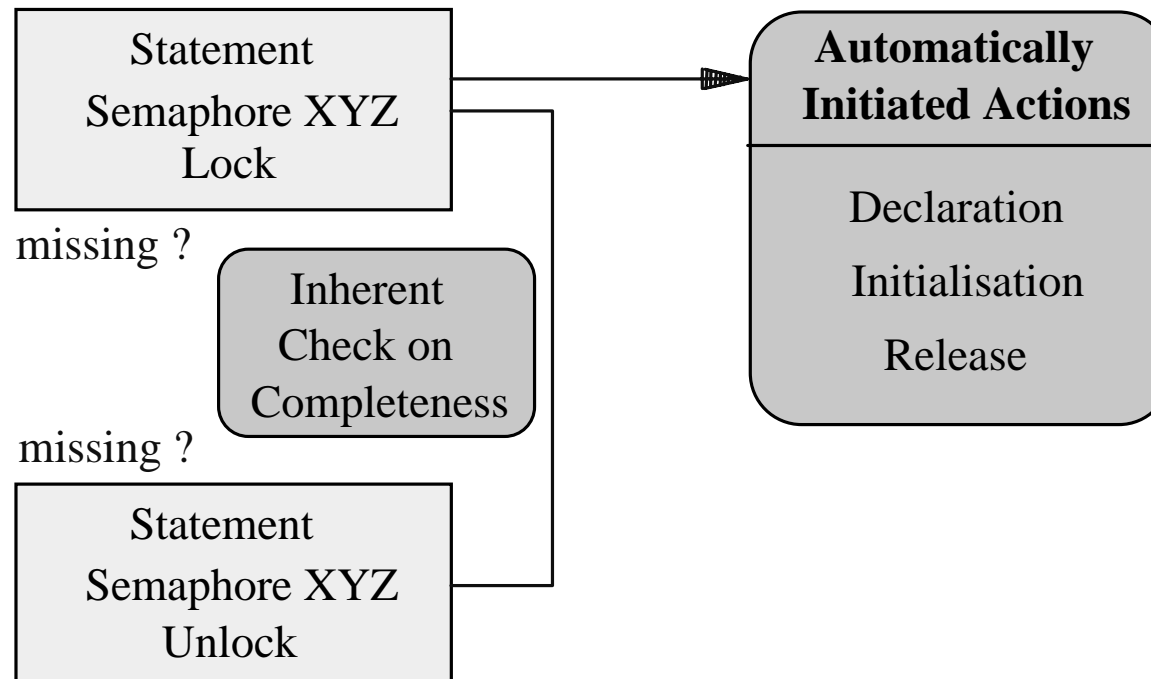 Statement
Semaphore XYZ
Lock
missing ?
Inherent
Check on
Completeness
missing ?
Statement
Semaphore XYZ
Unlock
Automatically
Initiated Actions
Declaration
Initialisation
Release